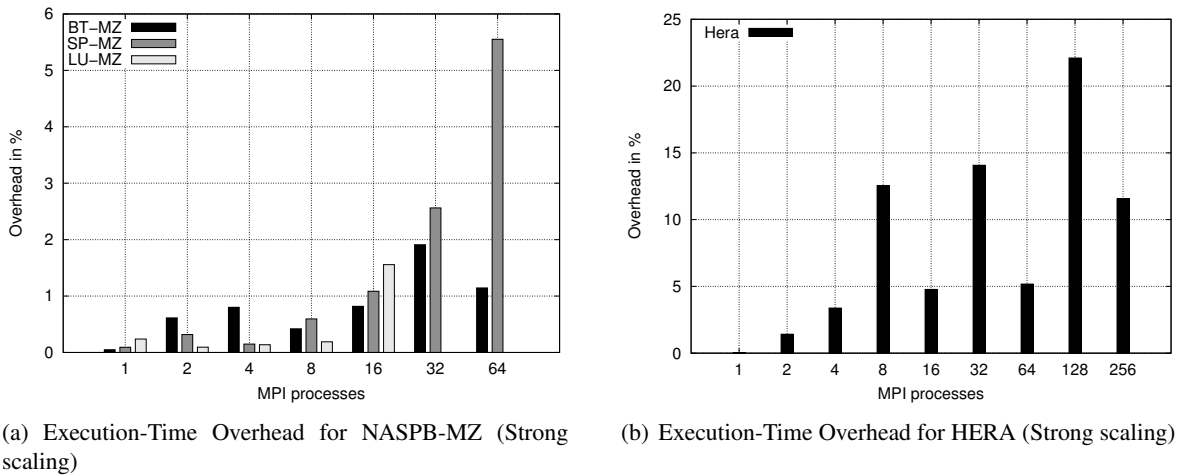 6
5
4
3
2
1
0
Overhead in %
BT-MZ
SP-MZ
LU-MZ
1 2 4 8 16 32 64
MPI processes
(a) Execution-Time Overhead for NASPB-MZ (Strong
scaling)
25
20
15
10
5
0
Overhead in %
Hera
1 2 4 8 16 32 64 128 256
MPI processes
(b) Execution-Time Overhead for HERA (Strong scaling)